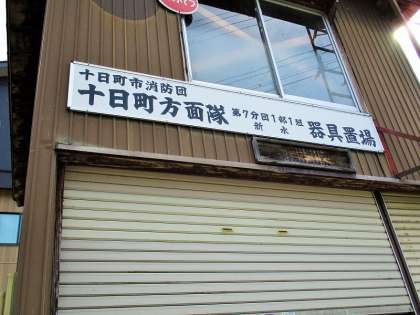 十日町市消防団
十日町方面隊 第7分団1部1班 器具置場
新水